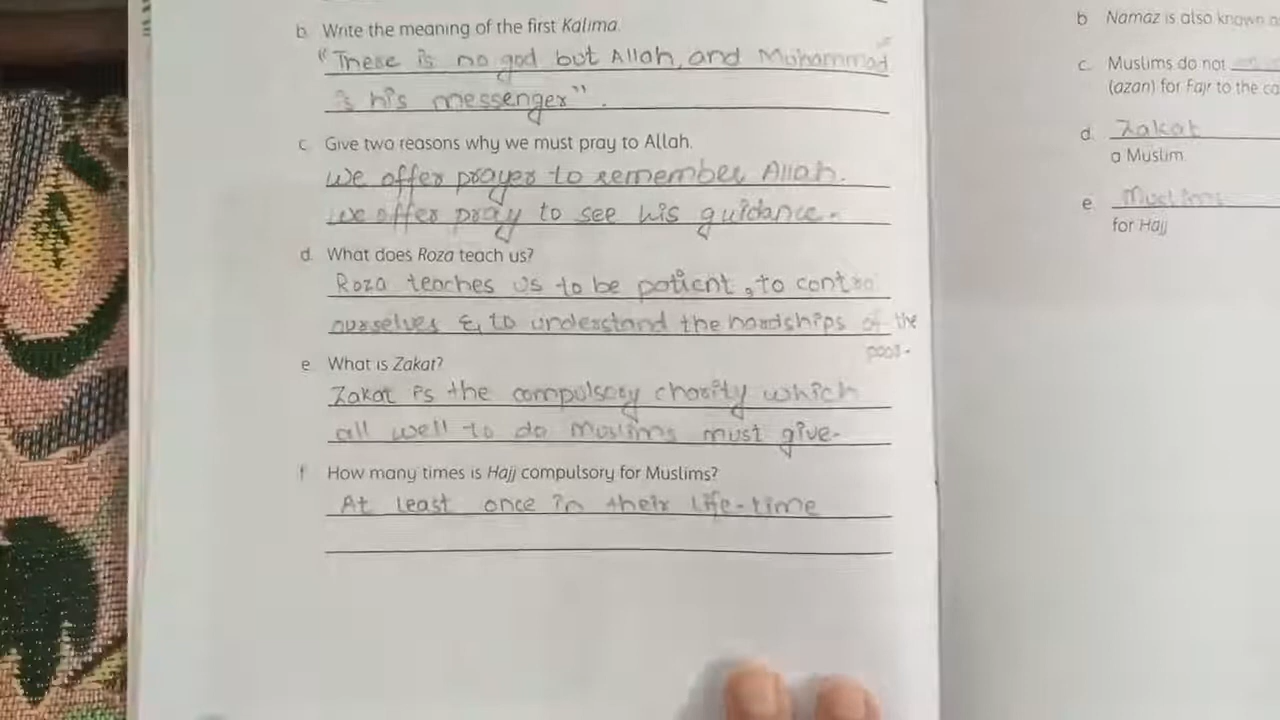 b. Write the meaning of the first Kalima.
"There is no god but Allah, and Muhammad
is his messenger".
c. Give two reasons why we must pray to Allah.
We offer prayer to remember Allah.
we offer pray to see his guidance.
d. What does Roza teach us?
Roza teaches us to be patient, to contro
ourselves & to understand the hardships of the
poor.
e. What is Zakat?
Zakat is the compulsory charity which
all well to do Muslims must give.
f. How many times is Hajj compulsory for Muslims?
At least once in their life-time
b Namaz is also known
c. Muslims do not
(azan) for Fajr to the
d. Zakat
a Muslim.
e. Muslims
for Hajj